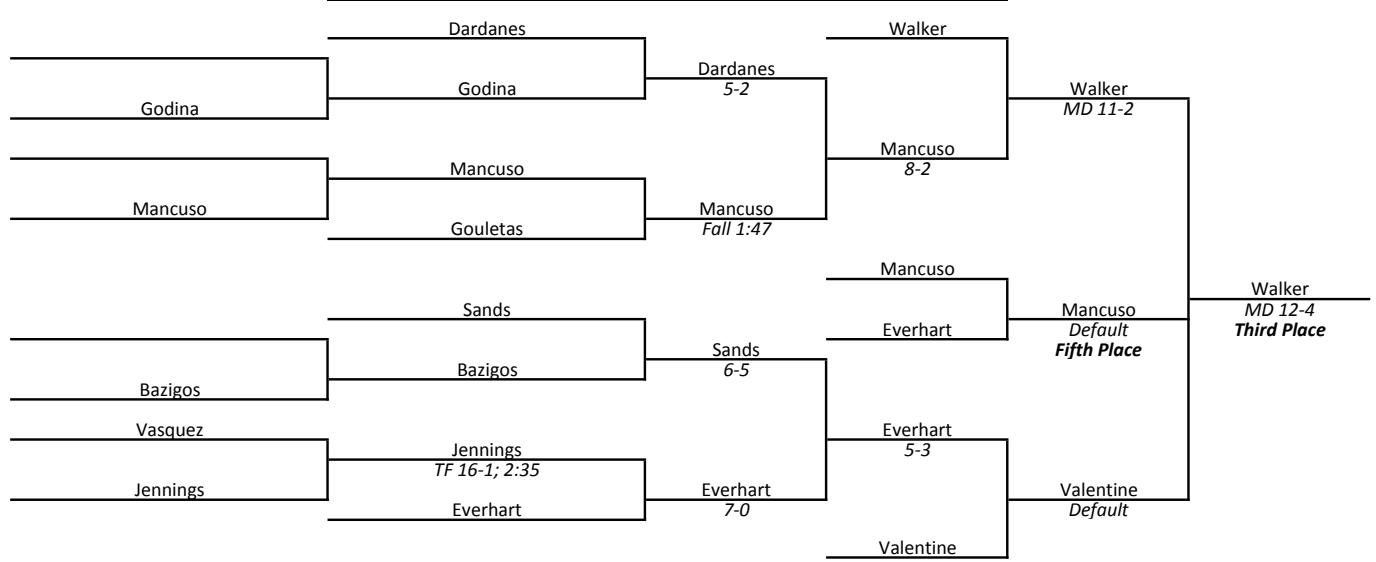 Dardanes
Walker
Godina
Godina
Dardanes
5-2
Walker
MD 11-2
Mancuso
Mancuso
8-2
Mancuso
Gouletas
Mancuso
Fall 1:47
Mancuso
Everhart
Mancuso
Default
Fifth Place
Walker
MD 12-4
Third Place
Sands
Bazigos
Bazigos
Sands
6-5
Vasquez
Jennings
Jennings
TF 16-1; 2:35
Everhart
Everhart
7-0
Everhart
5-3
Valentine
Valentine
Default